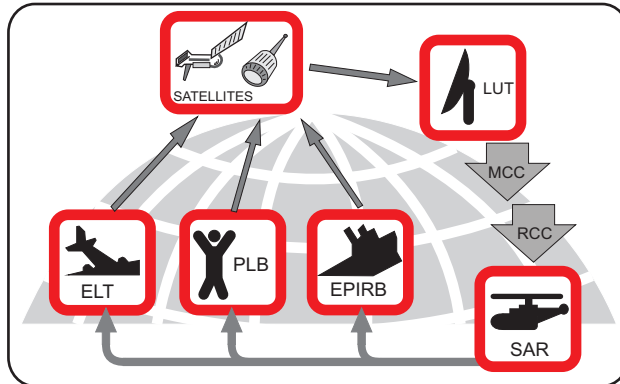 SATELLITES
LUT
MCC
RCC
ELT
PLB
EPIRB
SAR